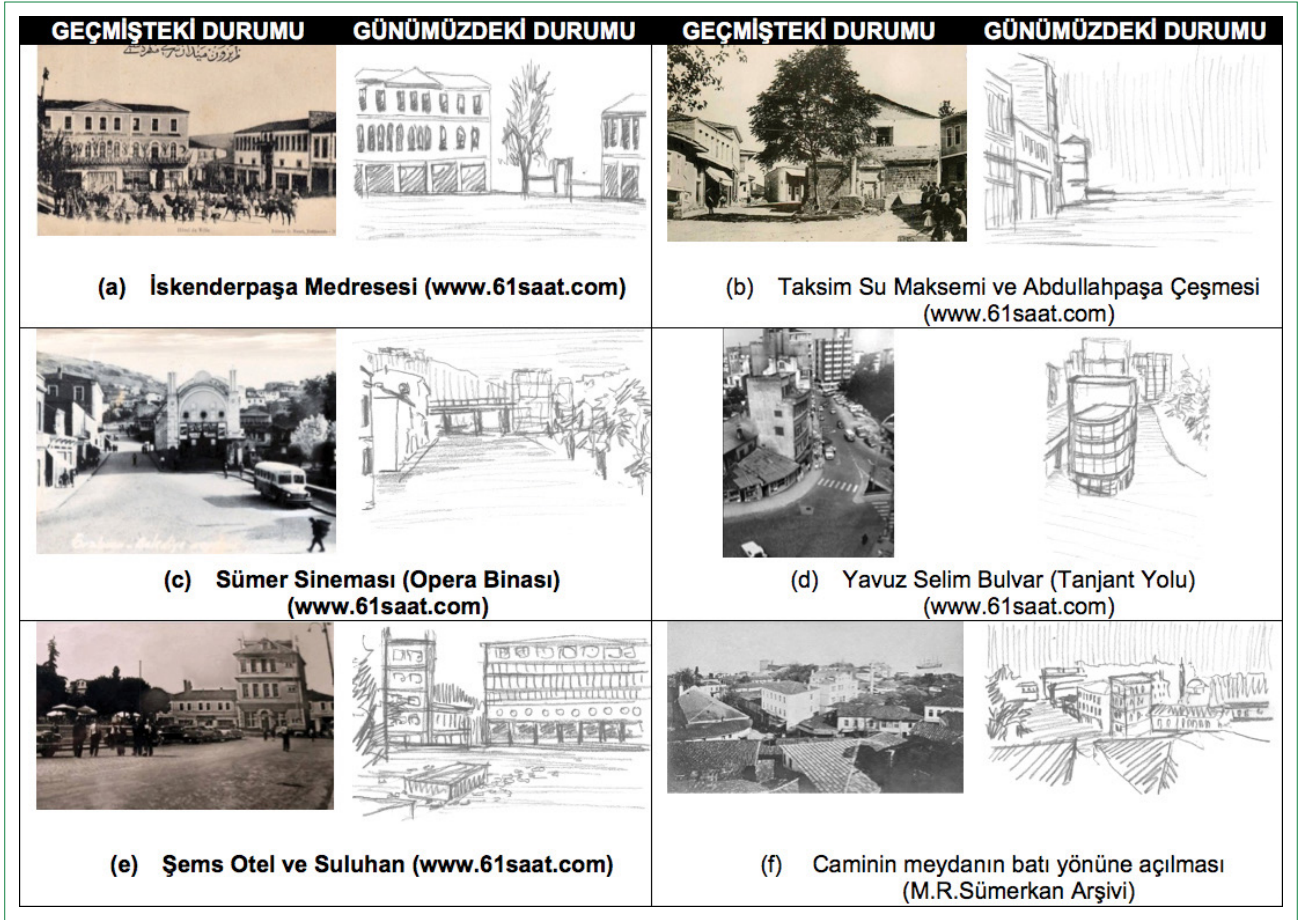 GEÇMİŞTEKİ DURUMU GÜNÜMÜZDEKİ DURUMU GEÇMİŞTEKİ DURUMU GÜNÜMÜZDEKİ DURUMU
(a) İskenderpaşa Medresesi (www.61saat.com)
(b) Taksim Su Maksemi ve Abdullahpaşa Çeşmesi
(www.61saat.com)
(c) Sümer Sineması (Opera Binası)
(www.61saat.com)
(d) Yavuz Selim Bulvar (Tanjant Yolu)
(www.61saat.com)
(e) Şems Otel ve Suluhan (www.61saat.com)
(f) Caminin meydanın batı yönüne açılması
(M.R.Sümerkan Arşivi)